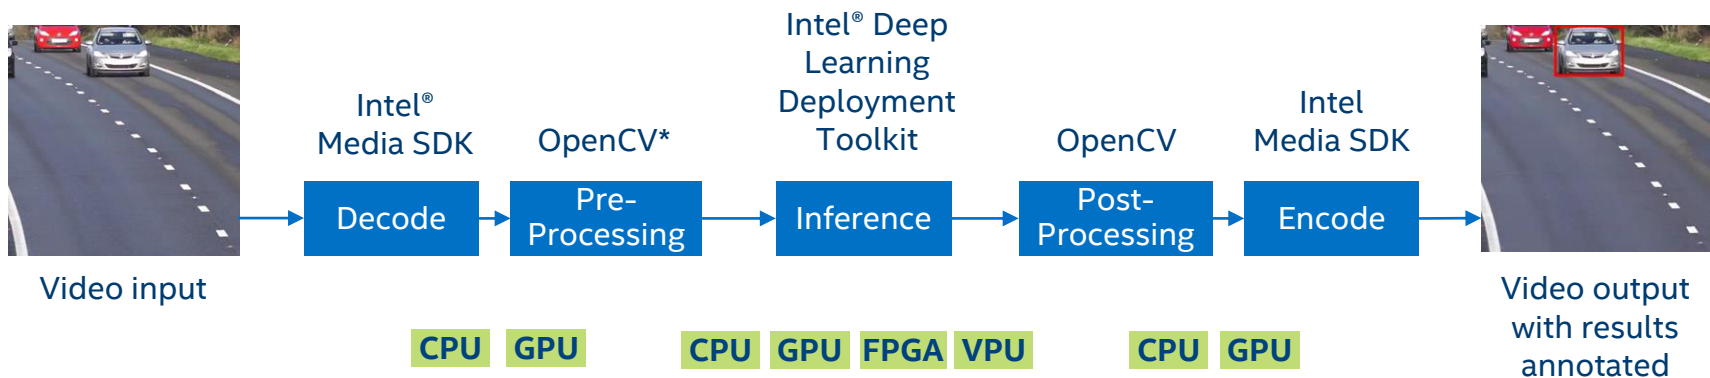 Intel® Deep
Learning
Deployment
Toolkit
Intel®
Media SDK
OpenCV*
OpenCV
Intel
Media SDK
Decode
Pre-
Processing
Inference
Post-
Processing
Encode
Video input
Video output
with results
annotated
CPU GPU
CPU GPU FPGA VPU
CPU GPU